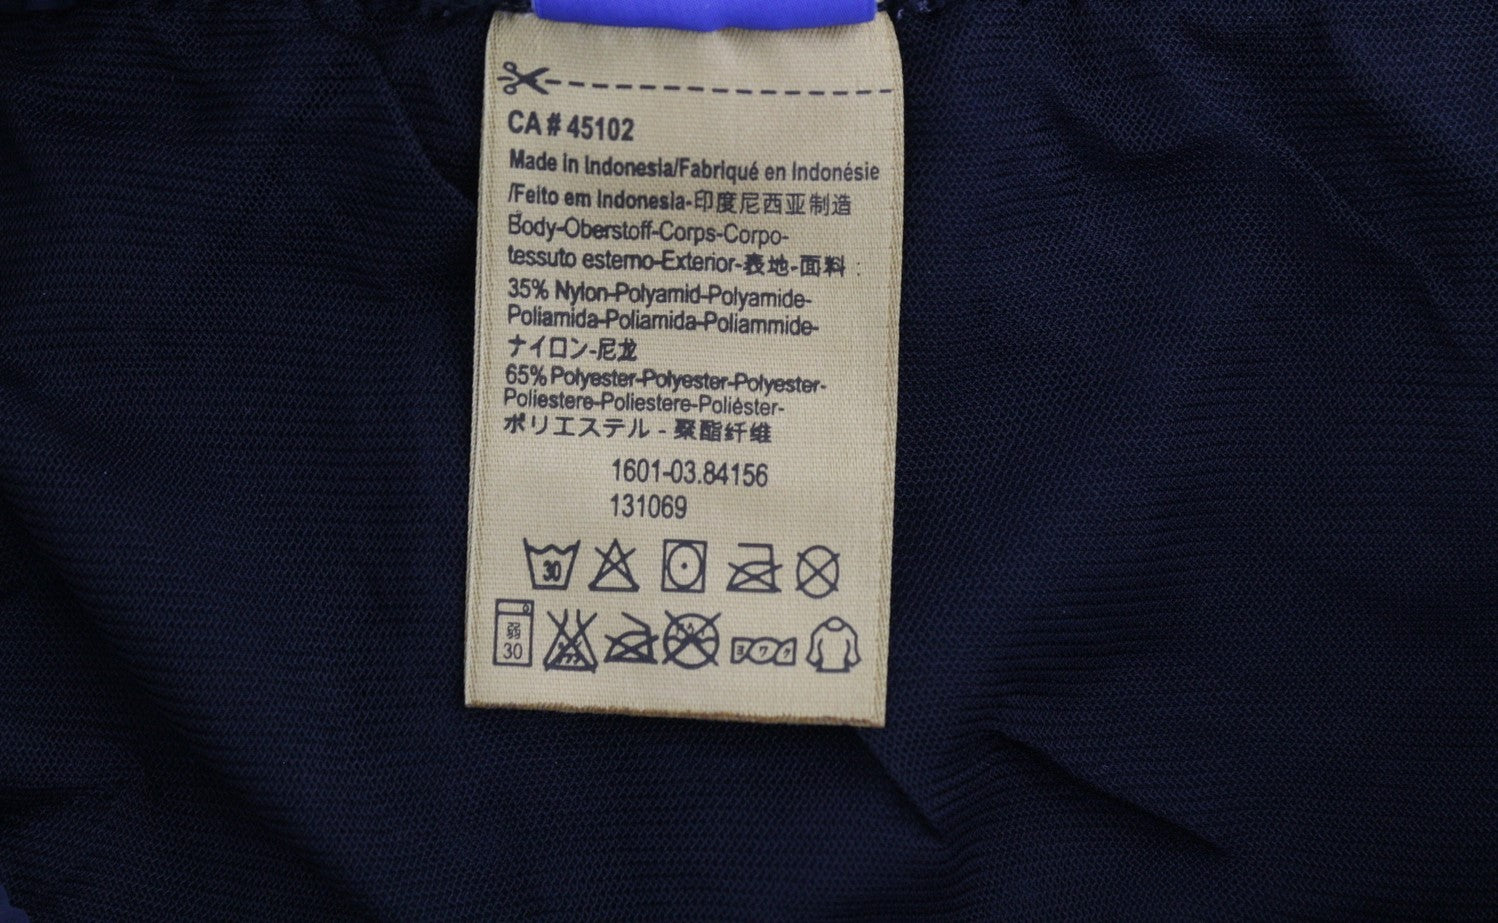 CA # 45102
Made in Indonesia/Fabriqué en Indonésie
/Feito em Indonesia-印度尼西亚制造
Body-Oberstoff-Corps-Corpo-
tessuto esterno-Exterior-表地-面料 :
35% Nylon-Polyamid-Polyamide-
Poliamida-Poliamida-Poliammide-
ナイロン-尼龙
65% Polyester-Polyester-Polyester-
Poliestere-Poliestere-Poliéster-
ポリエステル - 聚酯纤维
1601-03.84156
131069
30
弱 30 ヨワク